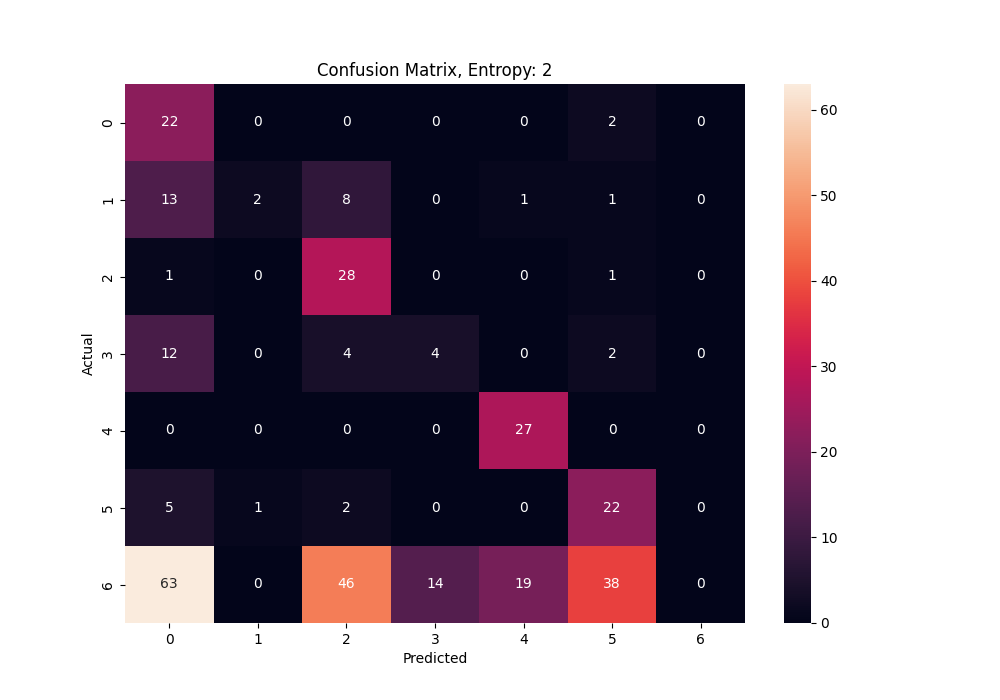 Confusion Matrix, Entropy: 2
0 22 0 0 0 0 2 0
1 13 2 8 0 1 1 0
2 1 0 28 0 0 1 0
3 12 0 4 4 0 2 0
4 0 0 0 0 27 0 0
5 5 1 2 0 0 22 0
6 63 0 46 14 19 38 0
0 1 2 3 4 5 6
Predicted
Actual
60
50
40
30
20
10
0